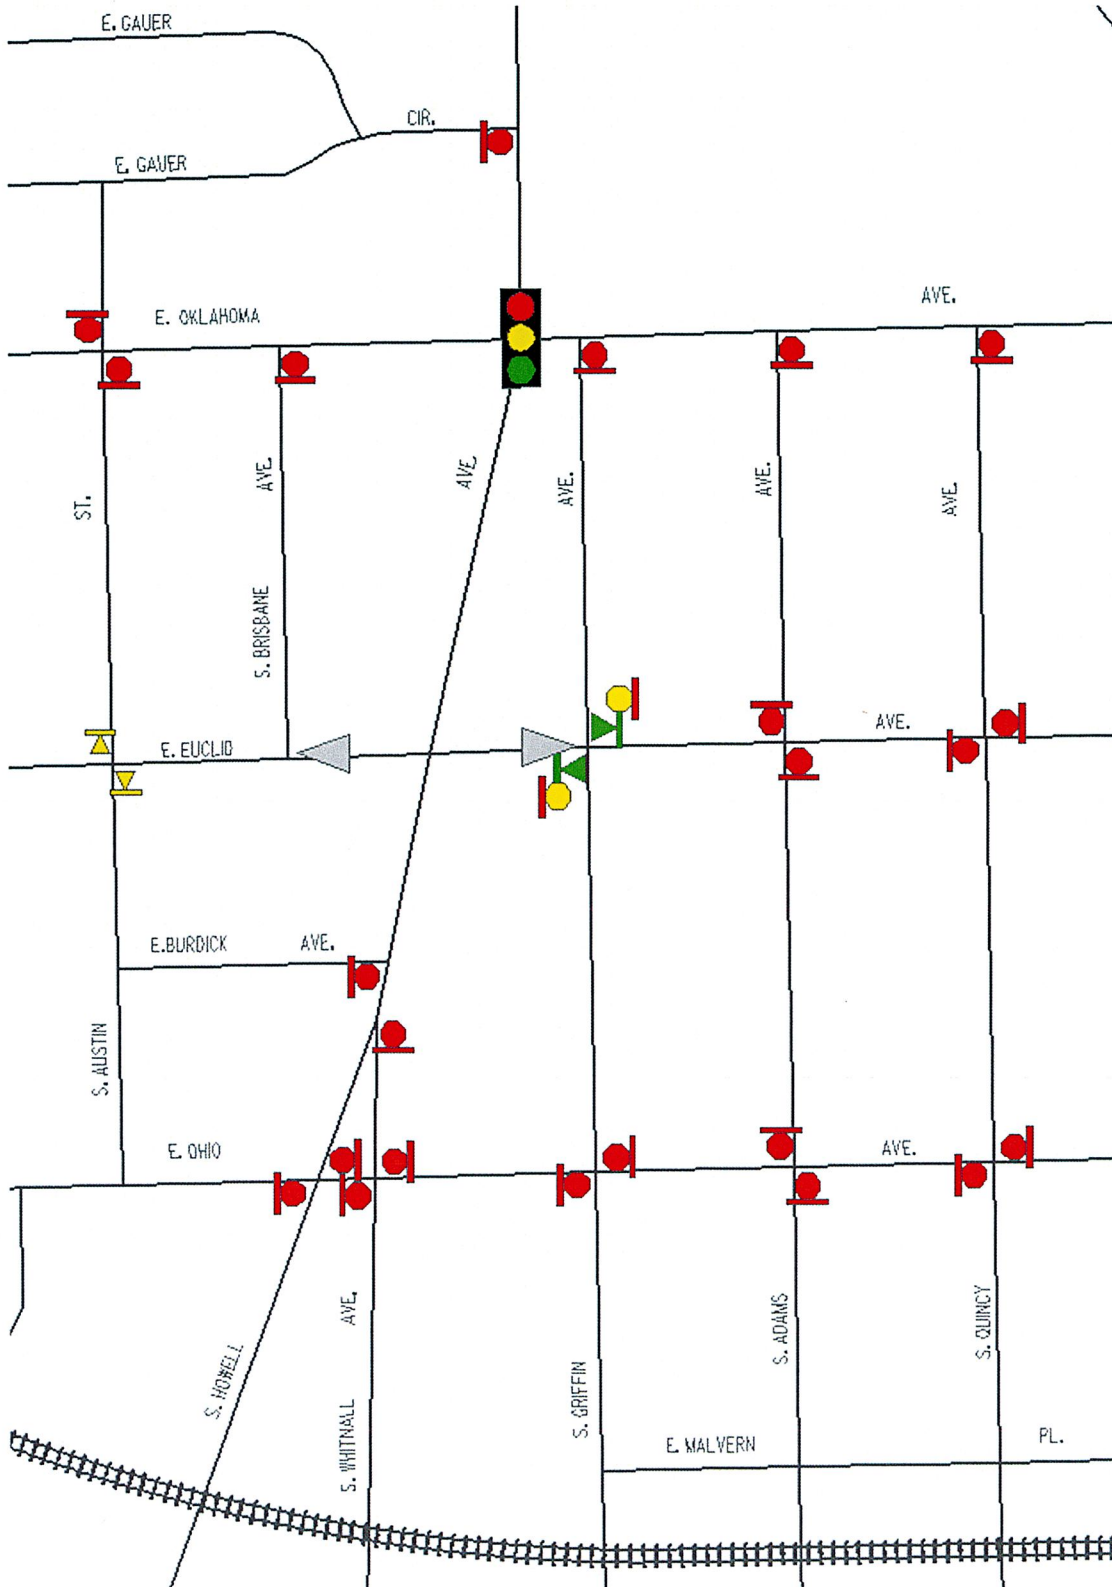 E. GAUER
CIR.
E. GAUER
E. OKLAHOMA
AVE.
ST.
AVE.
AVE.
AVE.
AVE.
AVE.
S. BRISBANE
E. EUCLID
AVE.
E.BURDICK
AVE.
S. AUSTIN
E. OHIO
AVE.
AVE.
S. ADAMS
S. QUINCY
S. HOWELL
S. WHITNALL
S. GRIFFIN
E. MALVERN
PL.